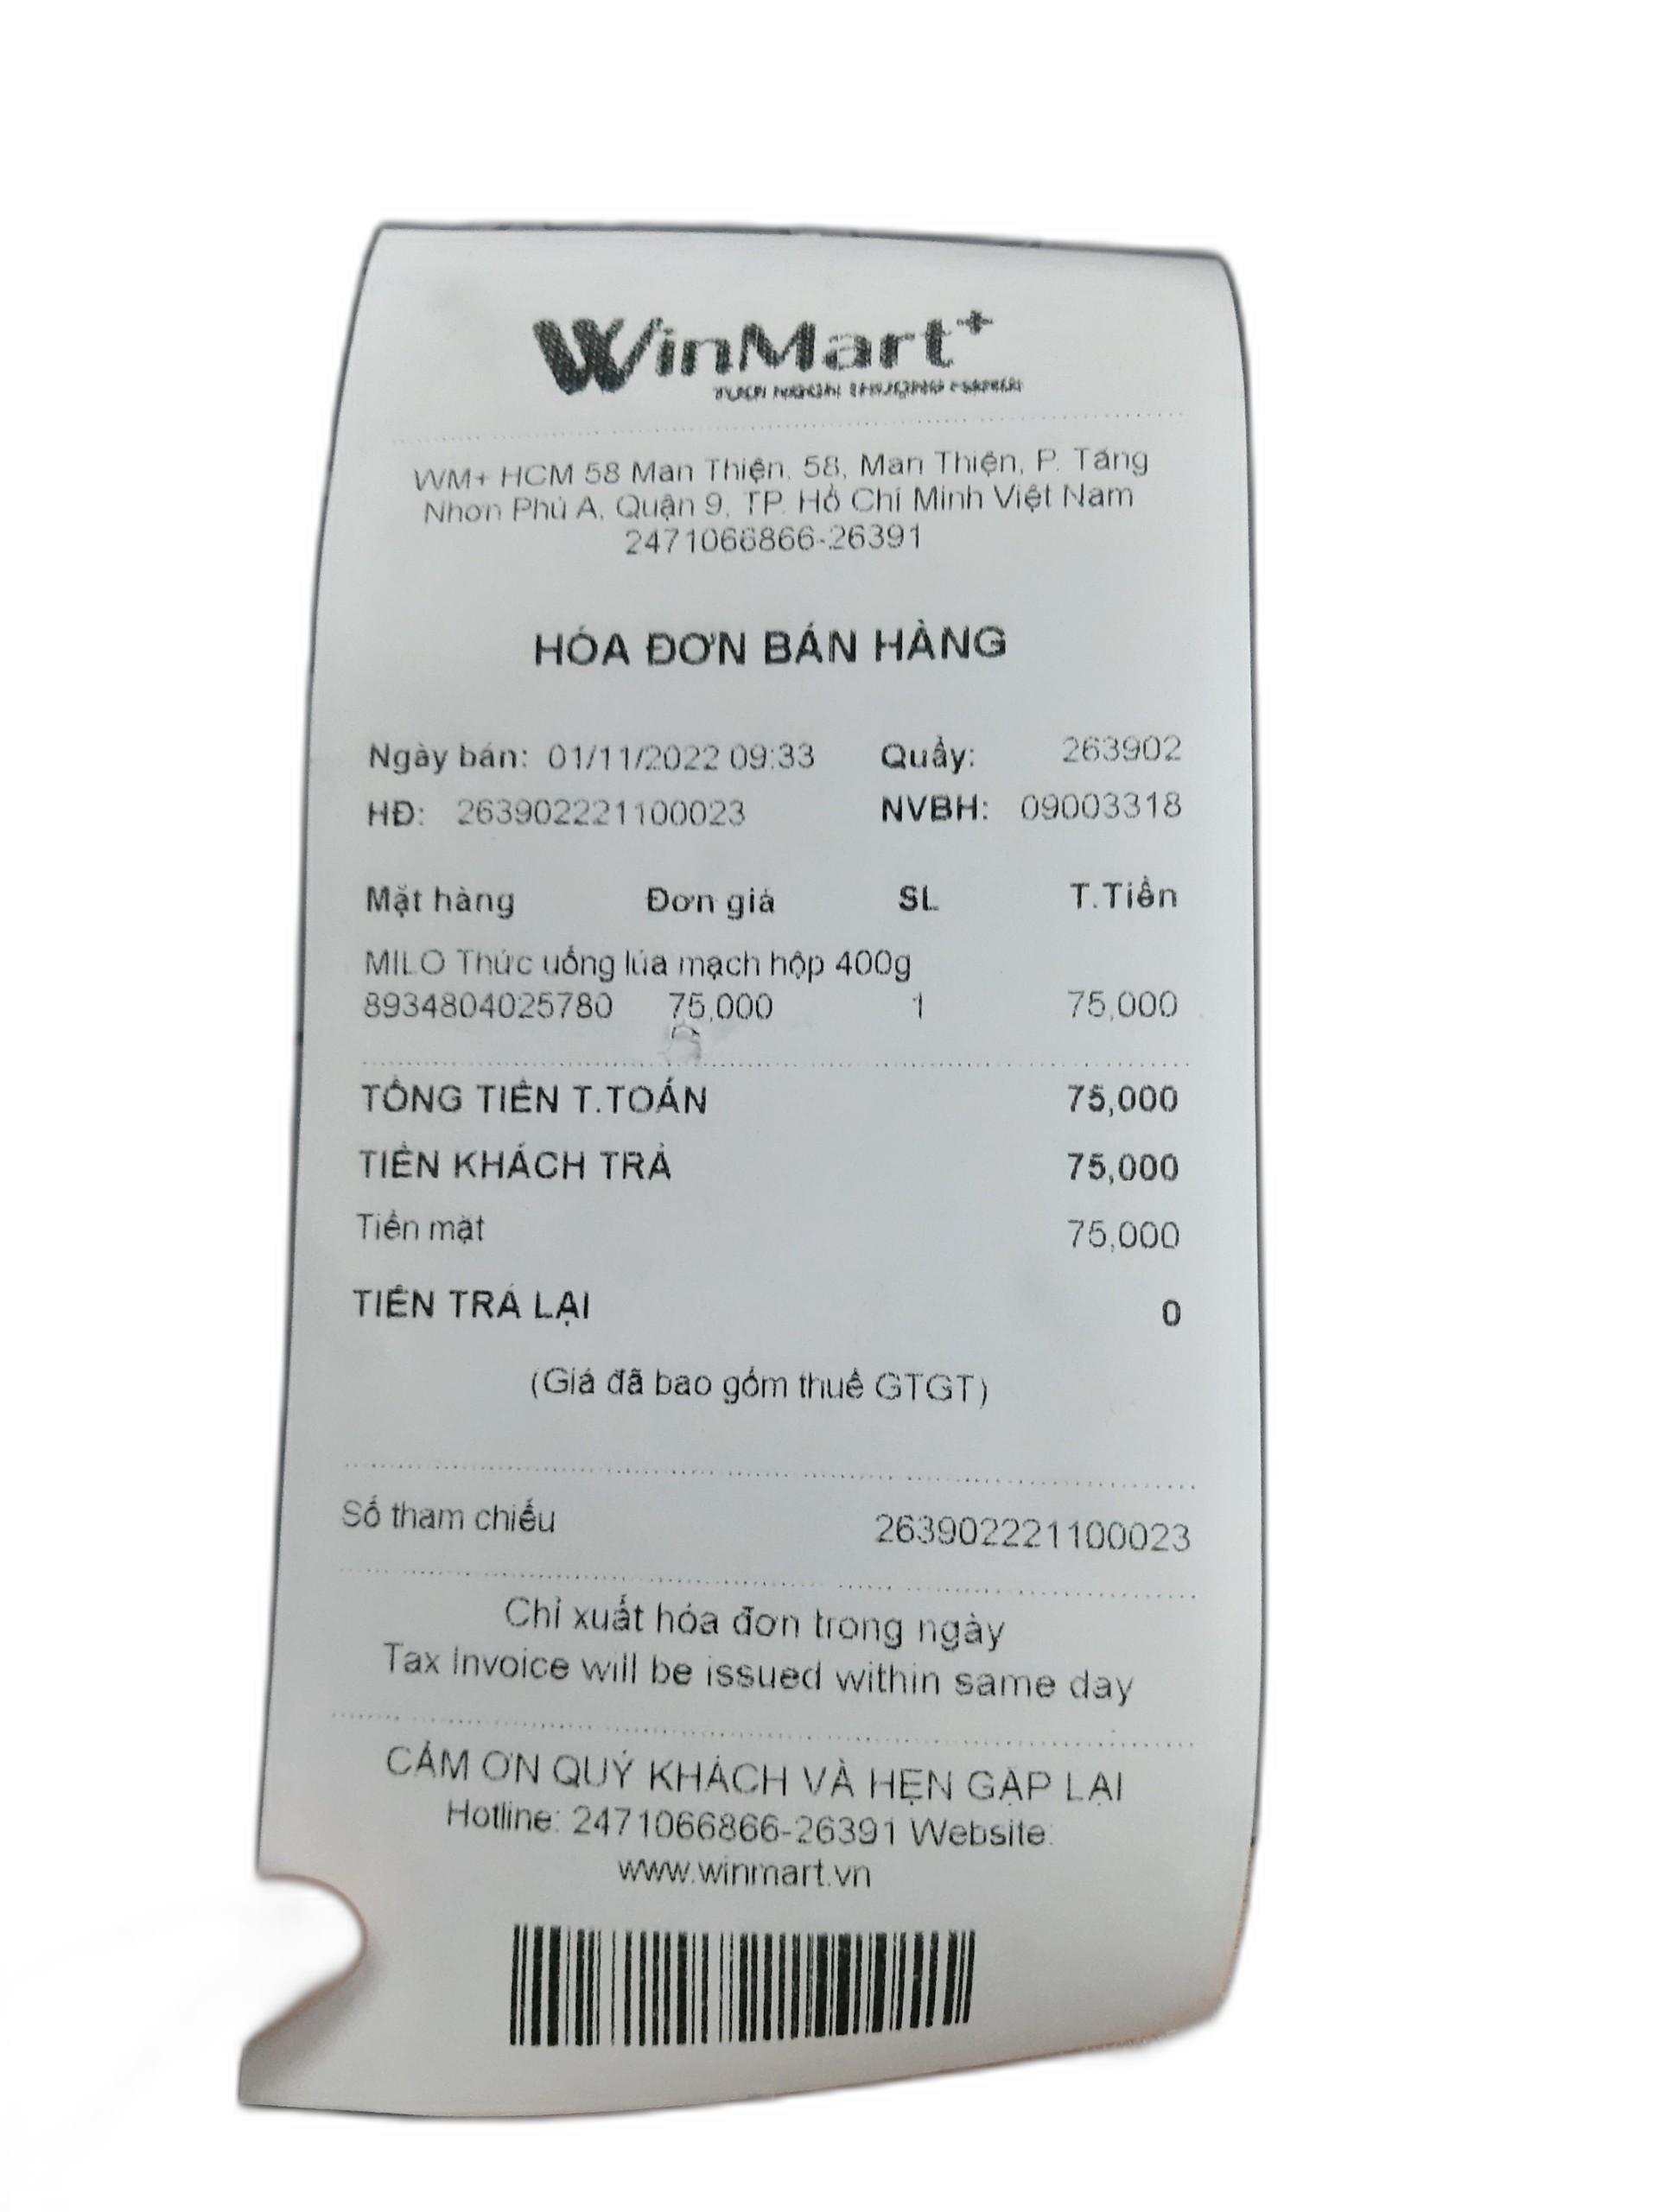 WinMart+
WM+ HCM 58 Man Thiện, 58, Man Thiện, P. Tăng
Nhơn Phú A, Quận 9, TP. Hồ Chí Minh Việt Nam
2471066866-26391
HÓA ĐƠN BÁN HÀNG
Ngày bán: 01/11/2022 09:33 Quầy: 263902
HĐ: 263902221100023 NVBH: 09003318
Mặt hàng Đơn giá SL T.Tiền
MILO Thức uống lúa mạch hộp 400g
8934804025780 75,000 1 75,000
TỔNG TIỀN T.TOÁN 75,000
TIỀN KHÁCH TRẢ 75,000
Tiền mặt 75,000
TIỀN TRẢ LẠI 0
(Giá đã bao gồm thuế GTGT)
Số tham chiếu 263902221100023
Chỉ xuất hóa đơn trong ngày
Tax Invoice will be issued within same day
CẢM ƠN QUÝ KHÁCH VÀ HẸN GẶP LẠI
Hotline: 2471066866-26391 Website:
www.winmart.vn